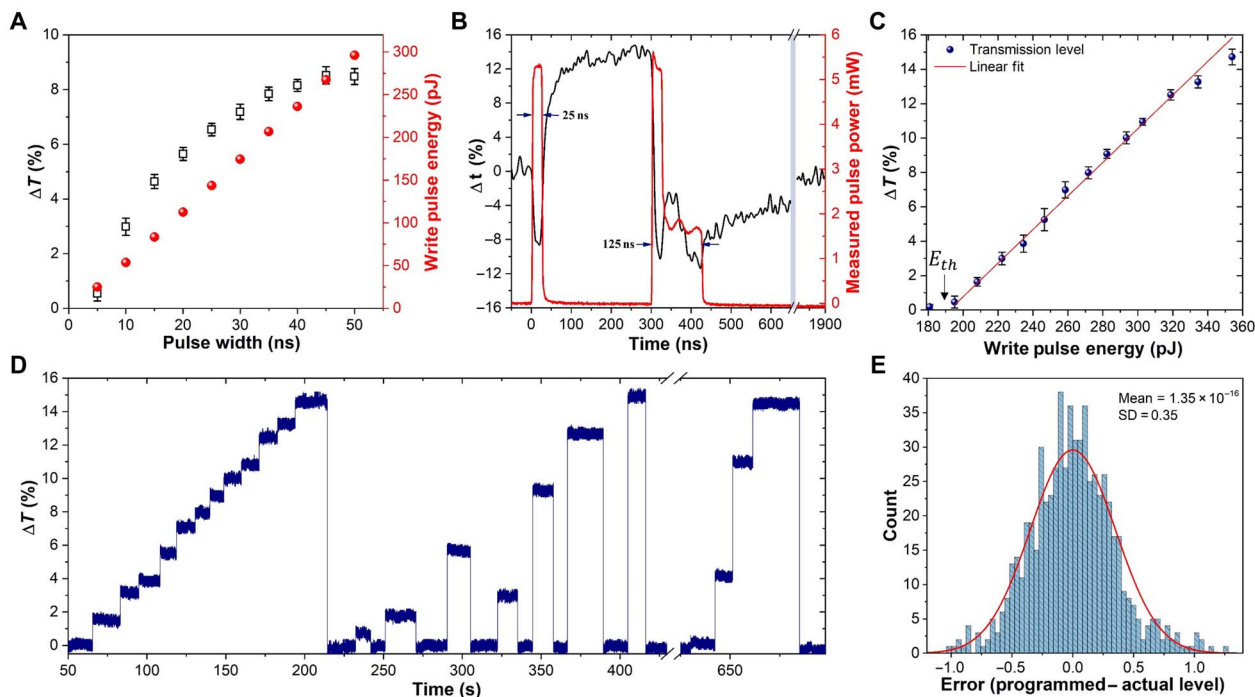 A
10
8
6
4
2
0
ΔT (%)
300
250
200
150
100
50
0
Write pulse energy (pJ)
0 10 20 30 40 50
Pulse width (ns)
B
16
12
8
4
0
−4
−8
−12
−16
Δt (%)
25 ns
125 ns
6
5
4
3
2
1
0
Measured pulse power (mW)
0 100 200 300 400 500 600 1900
Time (ns)
C
16
14
12
10
8
6
4
2
0
ΔT (%)
Transmission level
Linear fit
Eth
180 200 220 240 260 280 300 320 340 360
Write pulse energy (pJ)
D
16
14
12
10
8
6
4
2
0
ΔT (%)
50 100 150 200 250 300 350 400 650
Time (s)
E
40
35
30
25
20
15
10
5
0
Count
Mean = 1.35 × 10⁻¹⁶
SD = 0.35
−1.0 −0.5 0.0 0.5 1.0
Error (programmed– actual level)